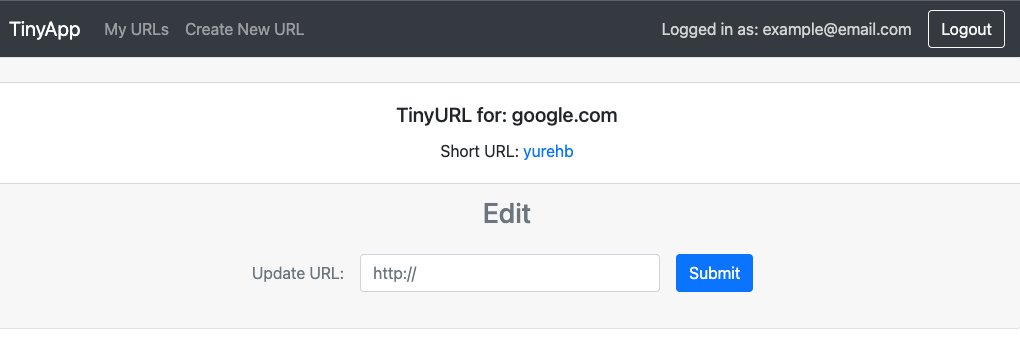 TinyApp My URLs Create New URL Logged in as: example@email.com Logout
TinyURL for: google.com
Short URL: yurehb
Edit
Update URL: http:// Submit